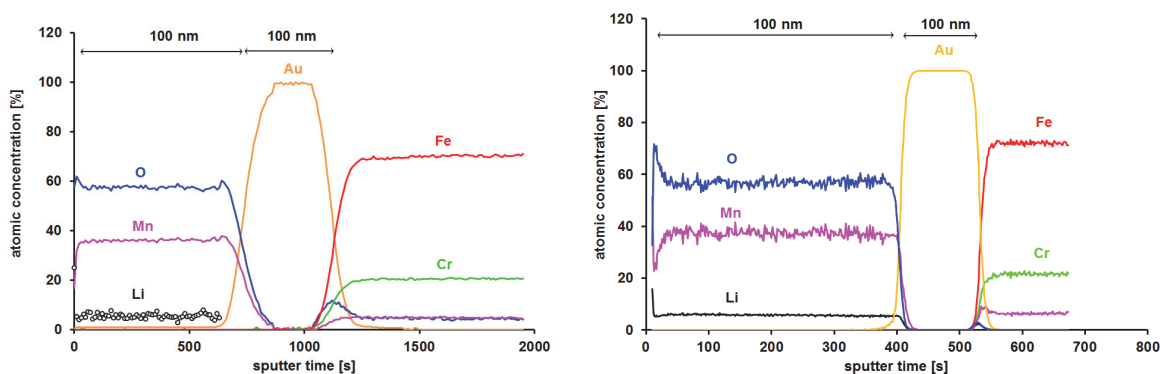 100 nm 100 nm
120
100
80
60
40
20
0
atomic concentration [%]
Au
Fe
O
Mn
Cr
Li
0 500 1000 1500 2000
sputter time [s]
100 nm 100 nm
120
100
80
60
40
20
0
atomic concentration [%]
Au
Fe
O
Mn
Cr
Li
0 100 200 300 400 500 600 700 800
sputter time [s]